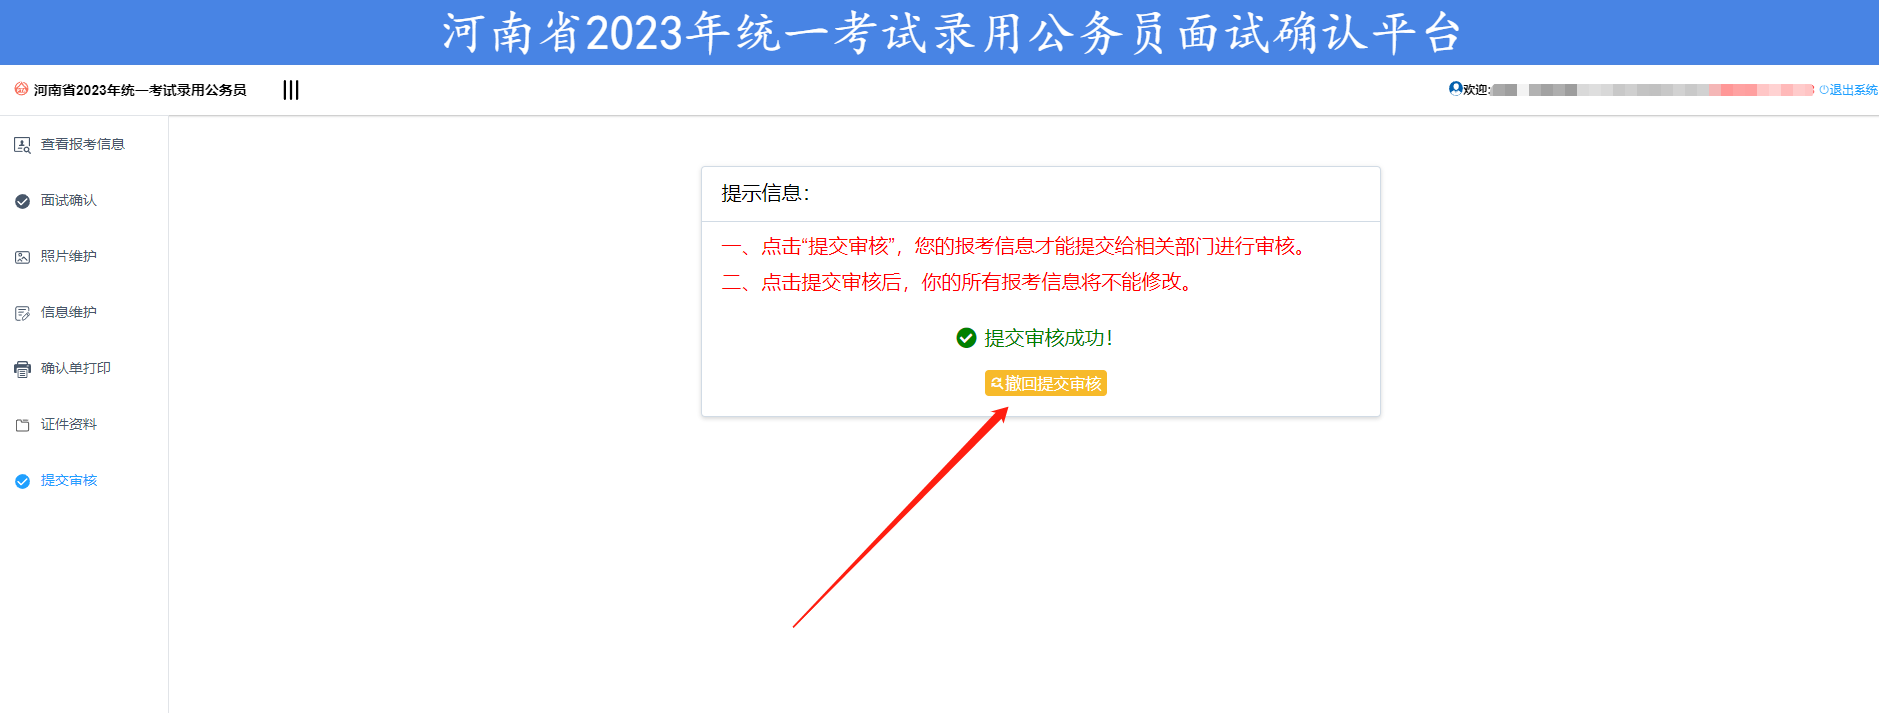 河南省2023年统一考试录用公务员面试确认平台
河南省2023年统一考试录用公务员
欢迎:
退出系统
查看报考信息
面试确认
照片维护
信息维护
确认单打印
证件资料
提交审核
提示信息：
一、点击“提交审核”，您的报考信息才能提交给相关部门进行审核。
二、点击提交审核后，你的所有报考信息将不能修改。
提交审核成功！
撤回提交审核